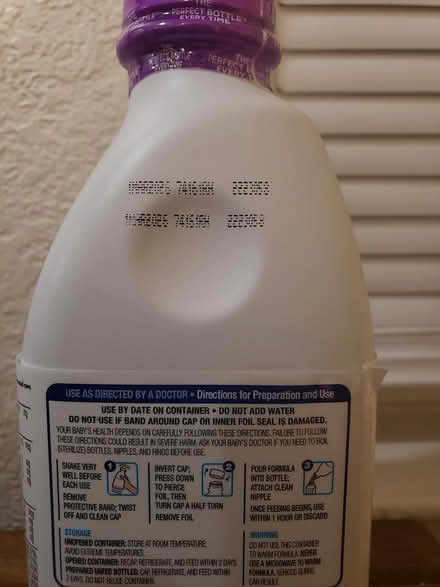 THE
PERFECT BOTTLE
EVERY TIME
USE AS DIRECTED BY A DOCTOR • Directions for Preparation and Use
USE BY DATE ON CONTAINER • DO NOT ADD WATER
DO NOT USE IF BAND AROUND CAP OR INNER FOIL SEAL IS DAMAGED.
YOUR BABY'S HEALTH DEPENDS ON CAREFULLY FOLLOWING THESE DIRECTIONS. FAILURE TO FOLLOW
THESE DIRECTIONS COULD RESULT IN SEVERE HARM. ASK YOUR BABY'S DOCTOR IF YOU NEED TO BOIL
(STERILIZE) BOTTLES, NIPPLES, AND RINGS BEFORE USE.
SHAKE VERY
WELL BEFORE
EACH USE
REMOVE
PROTECTIVE BAND; TWIST
OFF AND CLEAN CAP
1
INVERT CAP;
PRESS DOWN
TO PIERCE
FOIL, THEN
TURN CAP A HALF TURN
REMOVE FOIL
2
POUR FORMULA
INTO BOTTLE;
ATTACH CLEAN
NIPPLE
ONCE FEEDING BEGINS, USE
WITHIN 1 HOUR OR DISCARD
3
STORAGE
UNOPENED CONTAINER: STORE AT ROOM TEMPERATURE;
AVOID EXTREME TEMPERATURES.
OPENED CONTAINER: RECAP, REFRIGERATE, AND FEED WITHIN 2 DAYS.
PREPARED UNFED BOTTLES: CAP, REFRIGERATE, AND FEED WITHIN
2 DAYS. DO NOT REUSE CONTAINER.
WARNING
DO NOT USE THIS CONTAINER
TO WARM FORMULA. NEVER
USE A MICROWAVE TO WARM
FORMULA. SERIOUS BURNS
CAN RESULT.